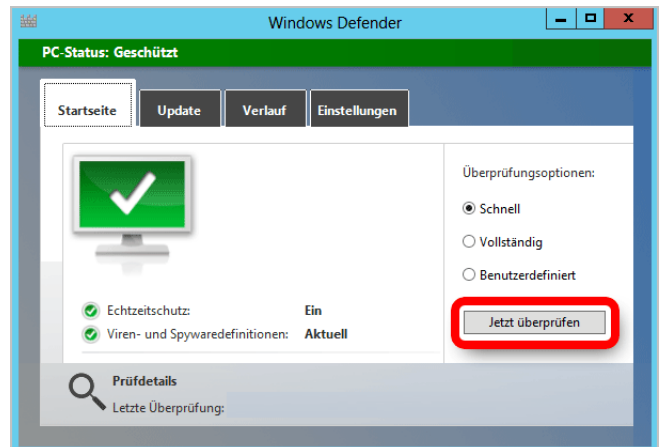 Windows Defender
PC-Status: Geschützt
Startseite
Update
Verlauf
Einstellungen
Überprüfungsoptionen:
Schnell
Vollständig
Benutzerdefiniert
Jetzt überprüfen
Echtzeitschutz: Ein
Viren- und Spywaredefinitionen: Aktuell
Prüfdetails
Letzte Überprüfung: